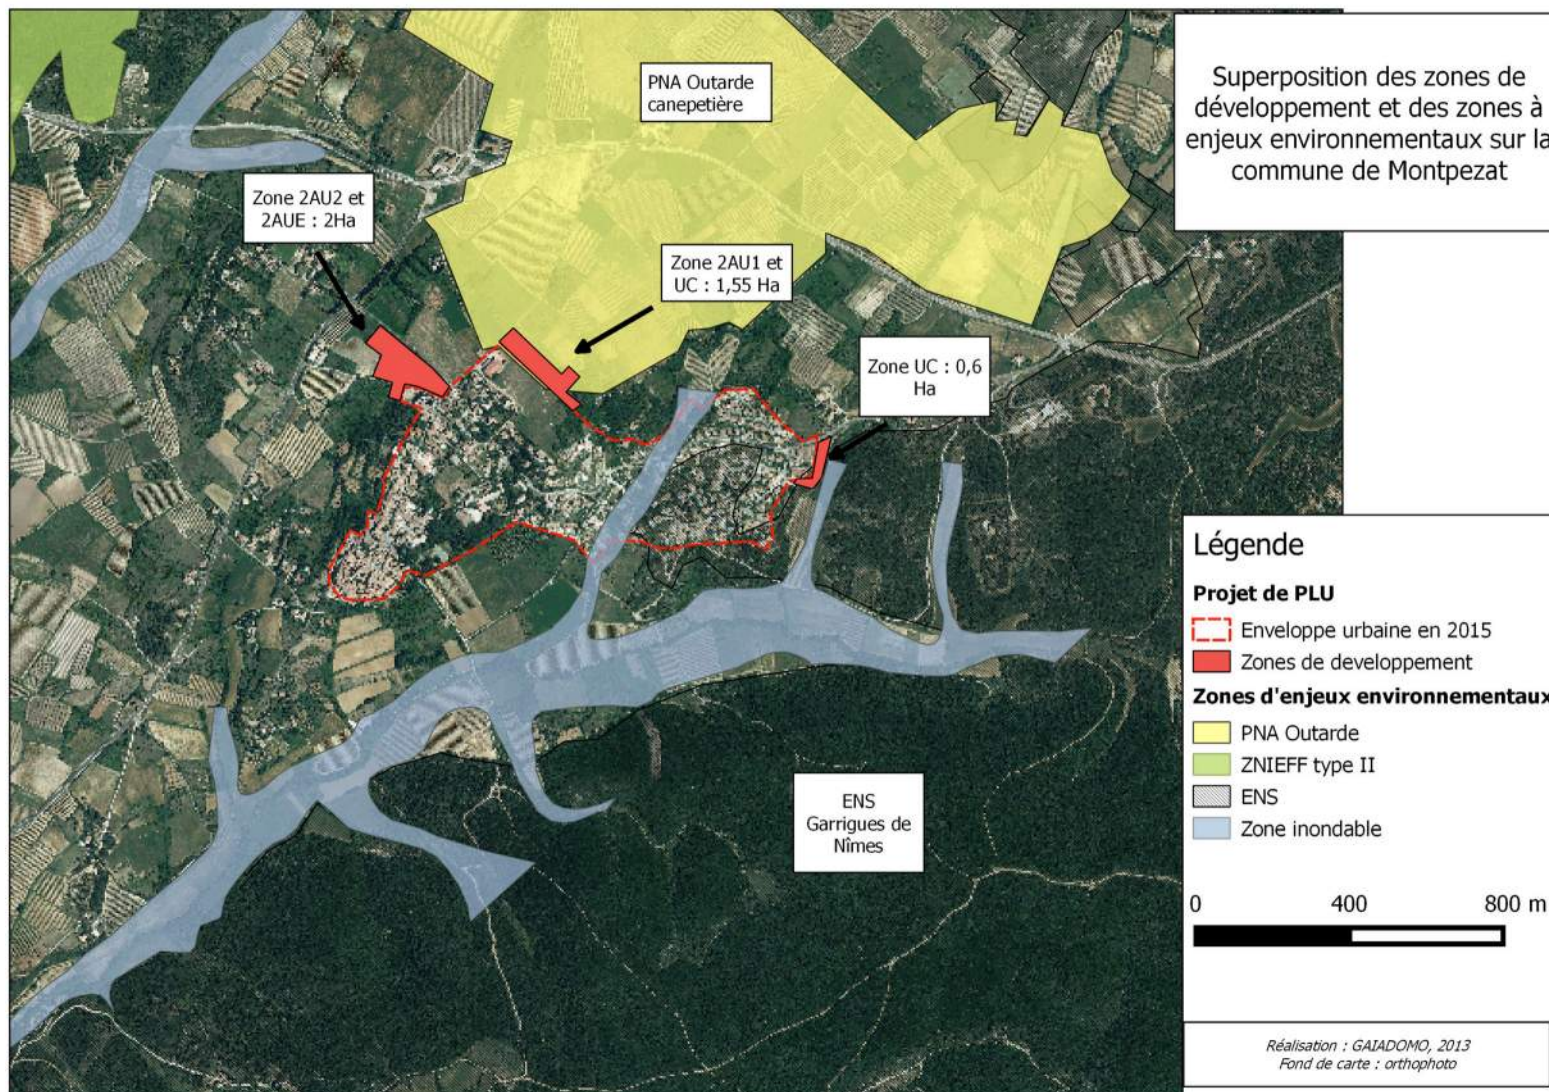 Superposition des zones de
développement et des zones à
enjeux environnementaux sur la
commune de Montpezat
PNA Outarde
canepetière
Zone 2AU2 et
2AUE : 2Ha
Zone 2AU1 et
UC : 1,55 Ha
Zone UC : 0,6
Ha
ENS
Garrigues de
Nîmes
Légende
Projet de PLU
Enveloppe urbaine en 2015
Zones de developpement
Zones d'enjeux environnementaux
PNA Outarde
ZNIEFF type II
ENS
Zone inondable
0 400 800 m
Réalisation : GAIADOMO, 2013
Fond de carte : orthophoto